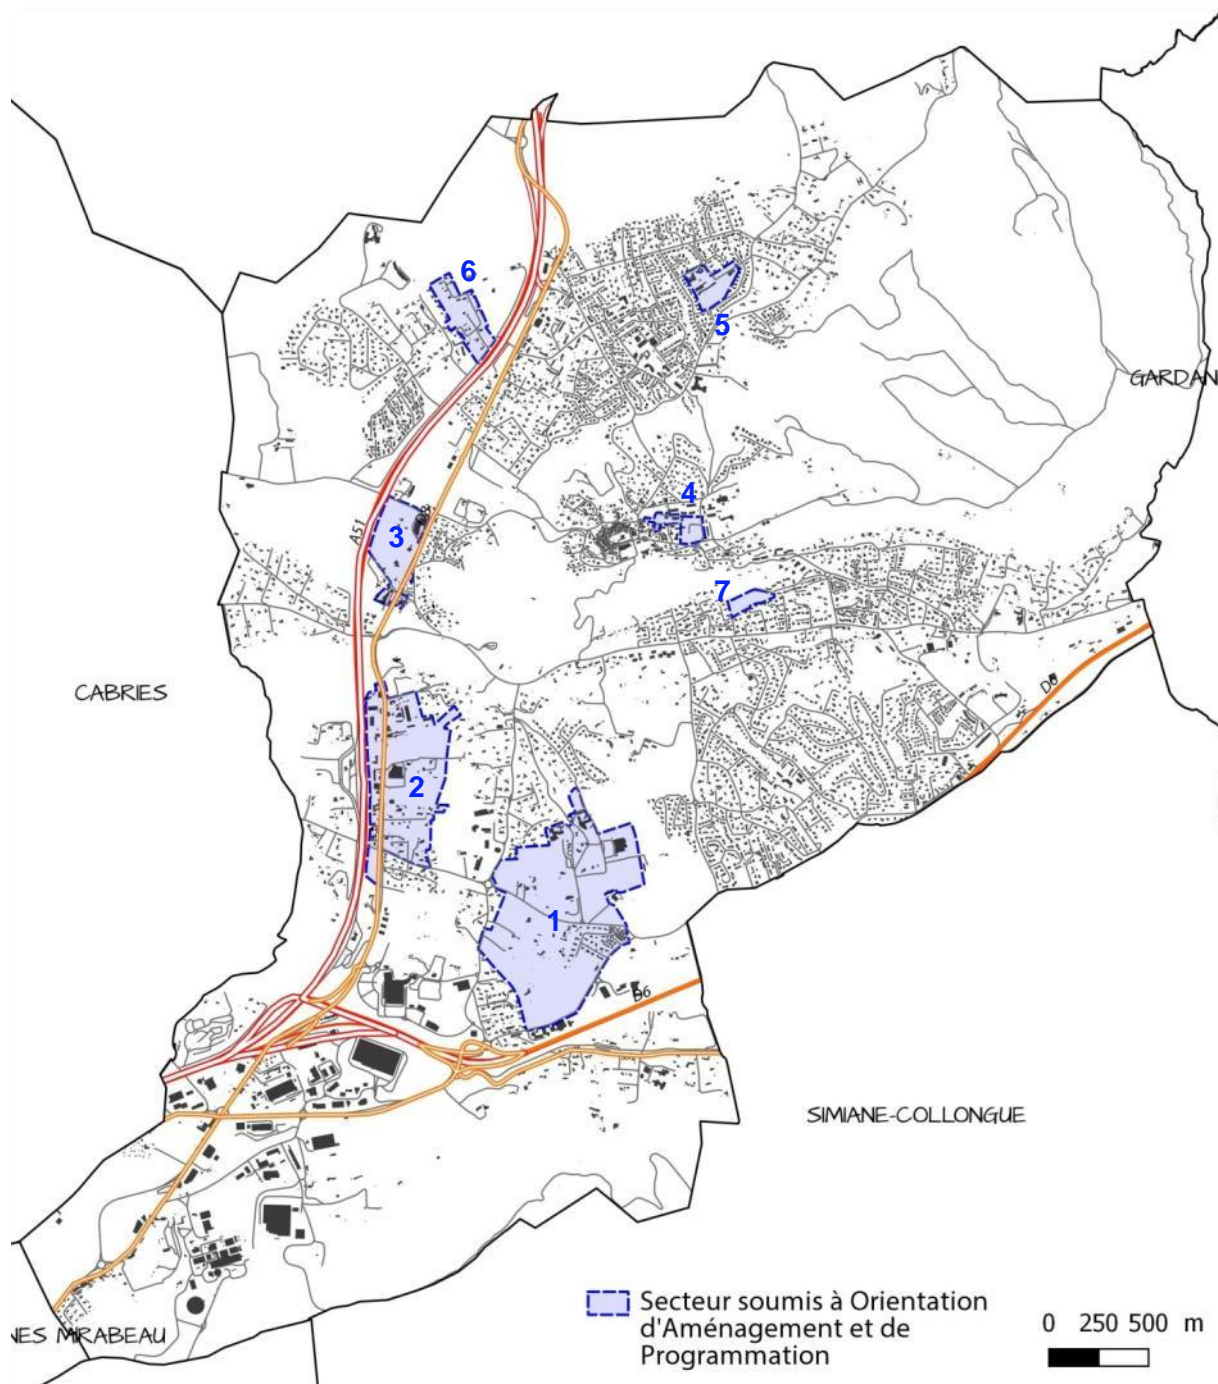 6
5
GARDAN
4
A51
3
7
D6
CABRIES
2
1
D6
SIMIANE-COLLONGUE
Secteur soumis à Orientation
d'Aménagement et de
Programmation
0 250 500 m
NES MIRABEAU